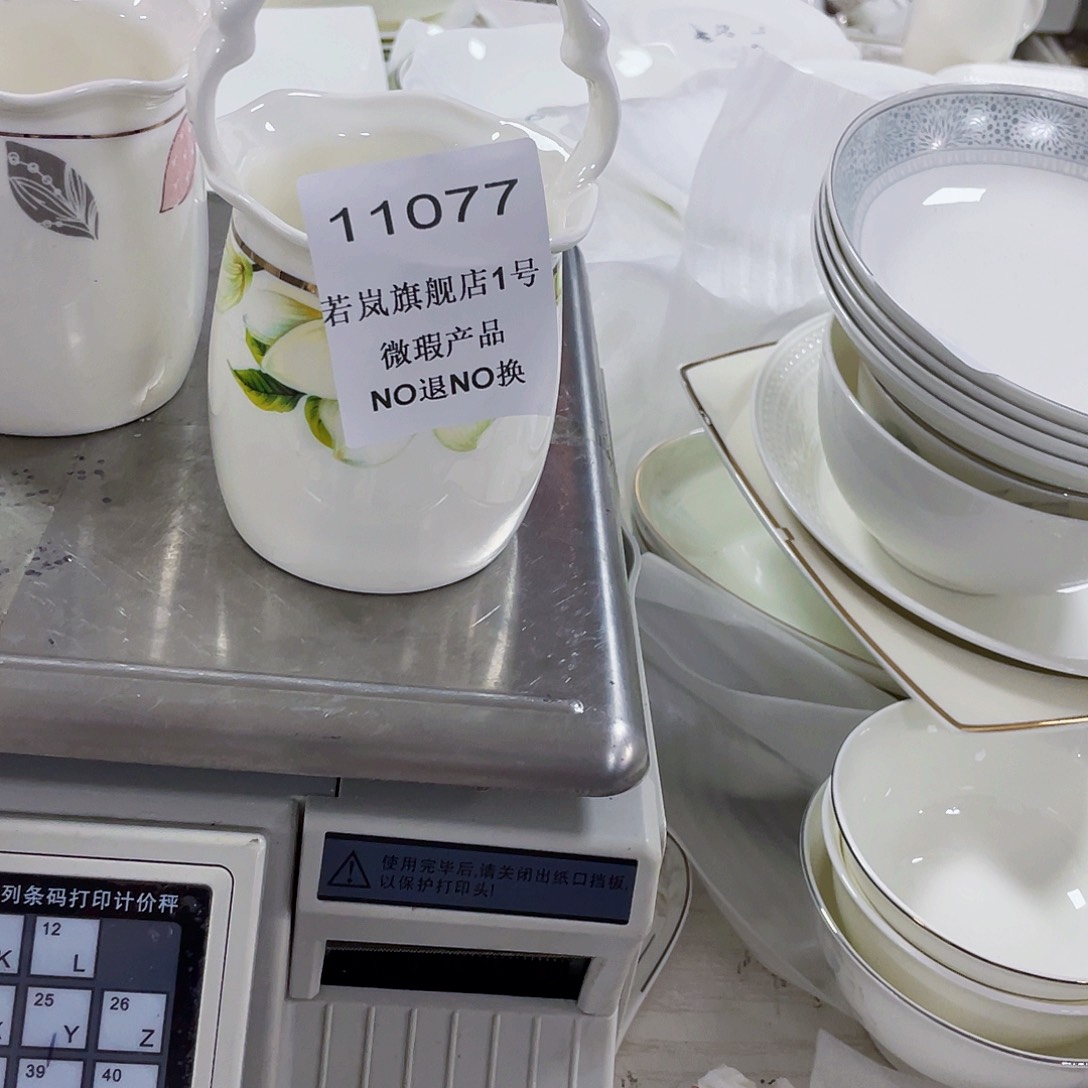 11077
若岚旗舰店1号
微瑕产品
NO退NO换
使用完毕后,请关闭出纸口挡板,
以保护打印头!
列条码打印计价秤
K
12
L
25
Y
26
Z
39
40